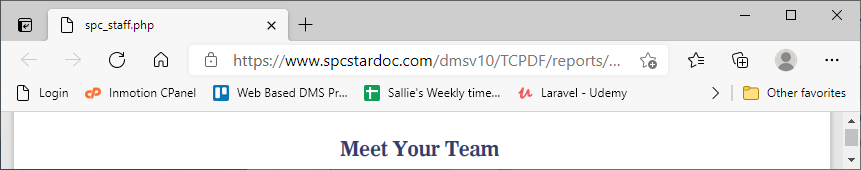 spc_staff.php
https://www.spcstardoc.com/dmsv10/TCPDF/reports/...
Login Inmotion CPanel Web Based DMS Pr... Sallie's Weekly time... Laravel - Udemy Other favorites
Meet Your Team